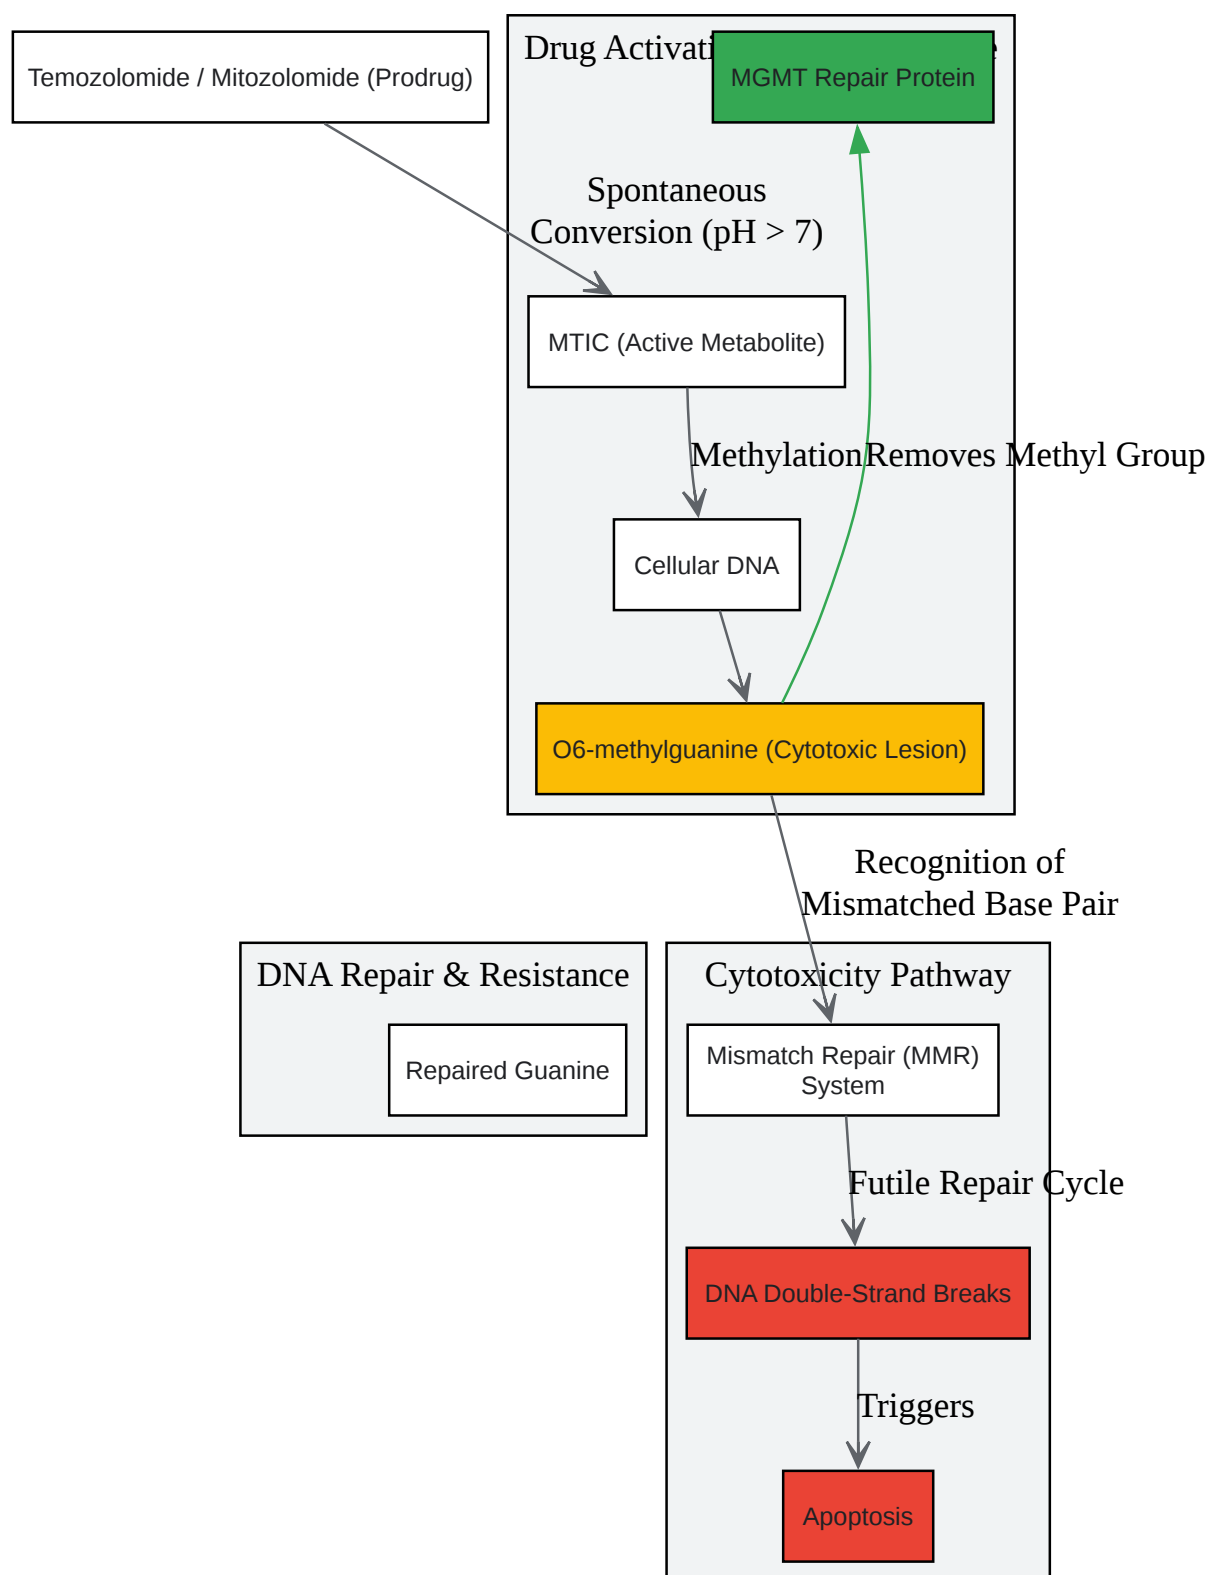 Temozolomide / Mitozolomide (Prodrug)
Drug Activati
MGMT Repair Protein
Spontaneous
Conversion (pH > 7)
MTIC (Active Metabolite)
Methylation
Removes Methyl Group
Cellular DNA
O6-methylguanine (Cytotoxic Lesion)
Recognition of
Mismatched Base Pair
DNA Repair & Resistance
Cytotoxicity Pathway
Repaired Guanine
Mismatch Repair (MMR)
System
Futile Repair Cycle
DNA Double-Strand Breaks
Triggers
Apoptosis